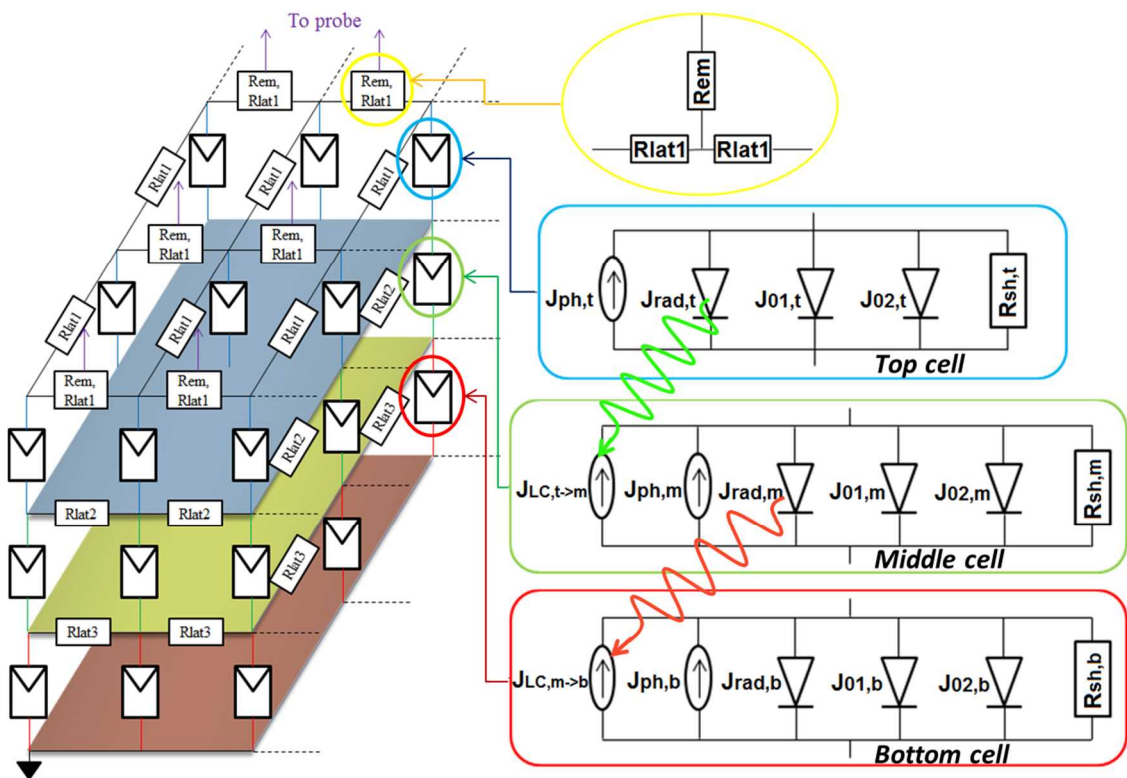 To probe
Rem,
Rlat1
Rem,
Rlat1
Rlat1
Rlat1
Rlat1
Rem,
Rlat1
Rem,
Rlat1
Rlat2
Rlat1
Rlat1
Rlat1
Rem,
Rlat1
Rem,
Rlat1
Rlat3
Rlat2
Rlat2
Rlat2
Rlat3
Rlat3
Rlat3
Rem
Rlat1
Rlat1
Jph,t
Jrad,t
J01,t
J02,t
Rsh,t
Top cell
JLC,t->m
Jph,m
Jrad,m
J01,m
J02,m
Rsh,m
Middle cell
JLC,m->b
Jph,b
Jrad,b
J01,b
J02,b
Rsh,b
Bottom cell